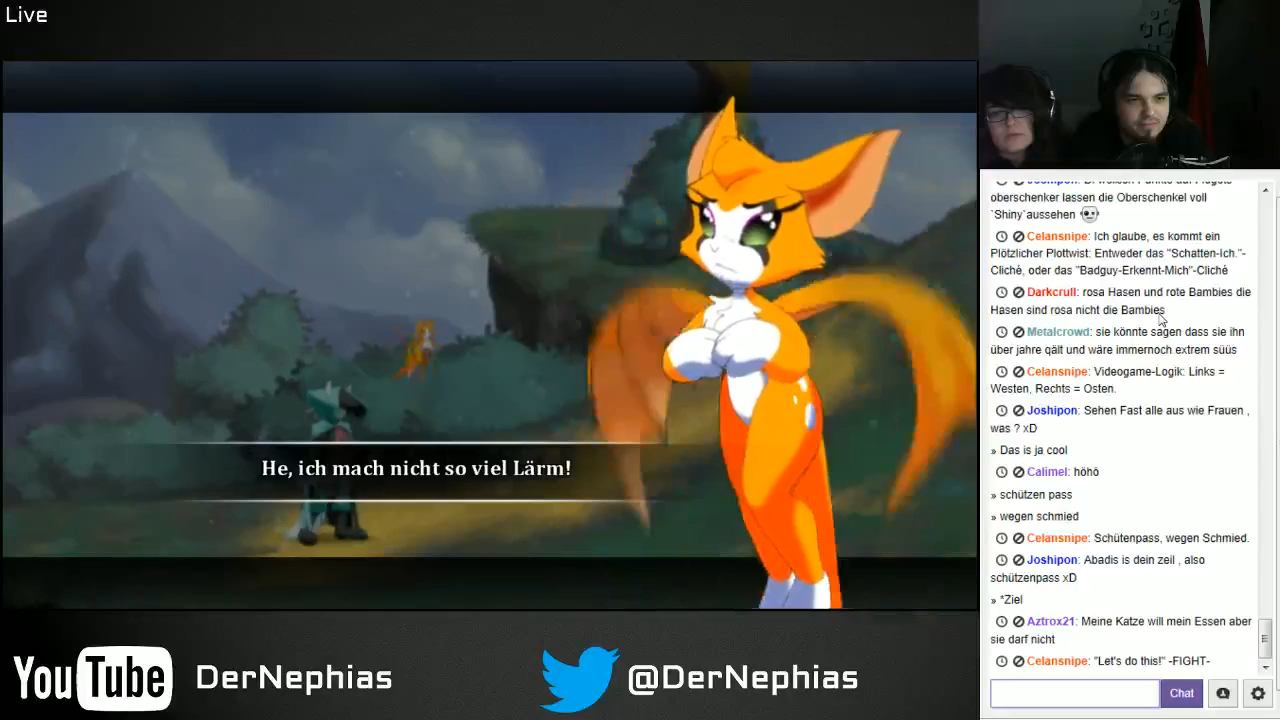 Live
He, ich mach nicht so viel Lärm!
oberschenker lassen die Oberschenkel voll
`Shiny`aussehen
Celansnipe: Ich glaube, es kommt ein
Plötzlicher Plottwist: Entweder das "Schatten-Ich."-
Cliché, oder das "Badguy-Erkennt-Mich"-Cliché
Darkcrull: rosa Hasen und rote Bambies die
Hasen sind rosa nicht die Bambies
Metalcrowd: sie könnte sagen dass sie ihn
über jahre qält und wäre immernoch extrem süüs
Celansnipe: Videogame-Logik: Links =
Westen, Rechts = Osten.
Joshipon: Sehen Fast alle aus wie Frauen ,
was ? xD
» Das is ja cool
Calimel: höhö
» schützen pass
» wegen schmied
Celansnipe: Schütenpass, wegen Schmied.
Joshipon: Abadis is dein zeil , also
schützenpass xD
» *Ziel
Aztrox21: Meine Katze will mein Essen aber
sie darf nicht
Celansnipe: "Let's do this!" -FIGHT-
Chat
YouTube DerNephias @DerNephias